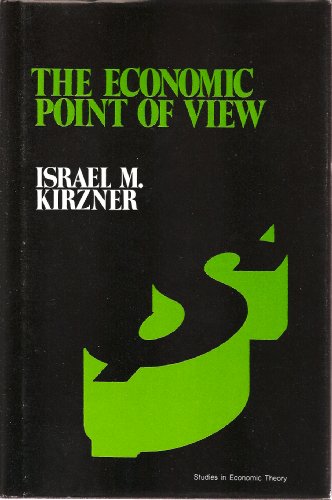 THE ECONOMIC
POINT OF VIEW
ISRAEL M.
KIRZNER
Studies in Economic Theory